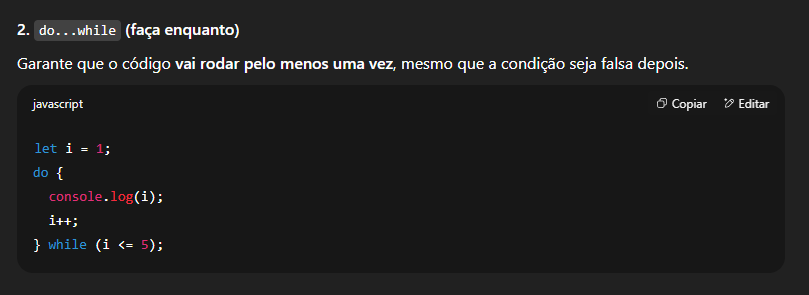 2. do...while (faça enquanto)
Garante que o código vai rodar pelo menos uma vez, mesmo que a condição seja falsa depois.
javascript Copiar Editar
let i = 1;
do {
  console.log(i);
  i++;
} while (i <= 5);